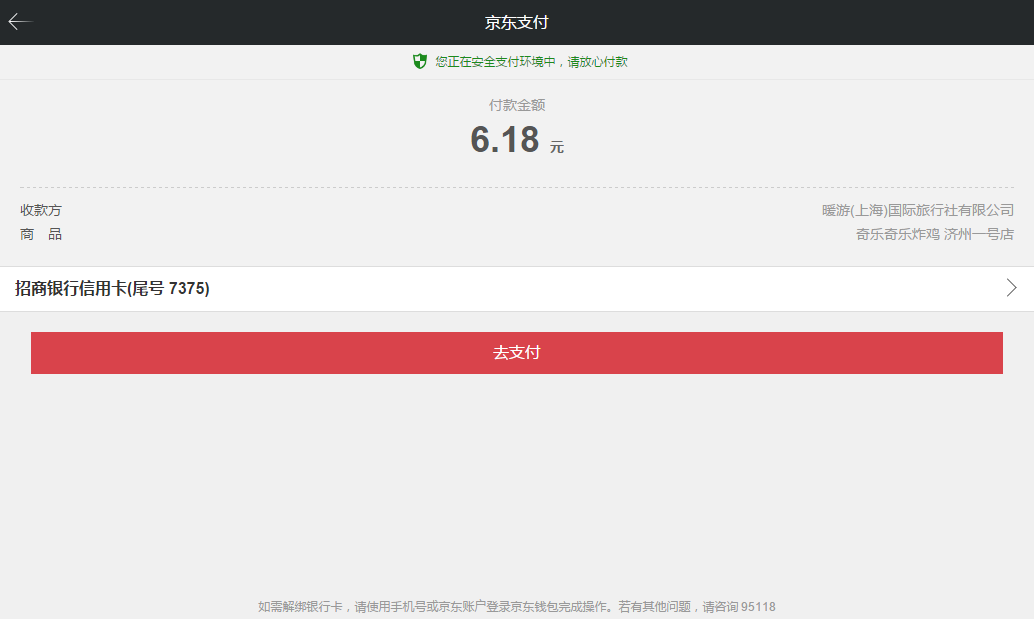 京东支付
您正在安全支付环境中，请放心付款
付款金额
6.18 元
收款方 暖游(上海)国际旅行社有限公司
商 品 奇乐奇乐炸鸡 济州一号店
招商银行信用卡(尾号 7375)
去支付
如需解绑银行卡，请使用手机号或京东账户登录京东钱包完成操作。若有其他问题，请咨询 95118